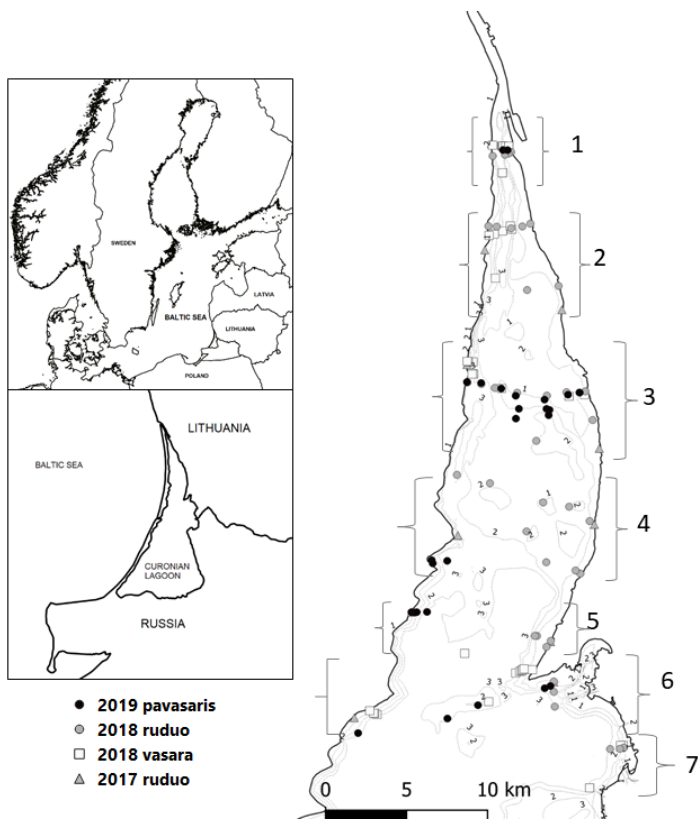 SWEDEN
BALTIC SEA
LATVIA
LITHUANIA
POLAND
LITHUANIA
BALTIC SEA
CURONIAN
LAGOON
RUSSIA
2019 pavasaris
2018 ruduo
2018 vasara
2017 ruduo
1
2
3
4
5
6
7
0 5 10 km